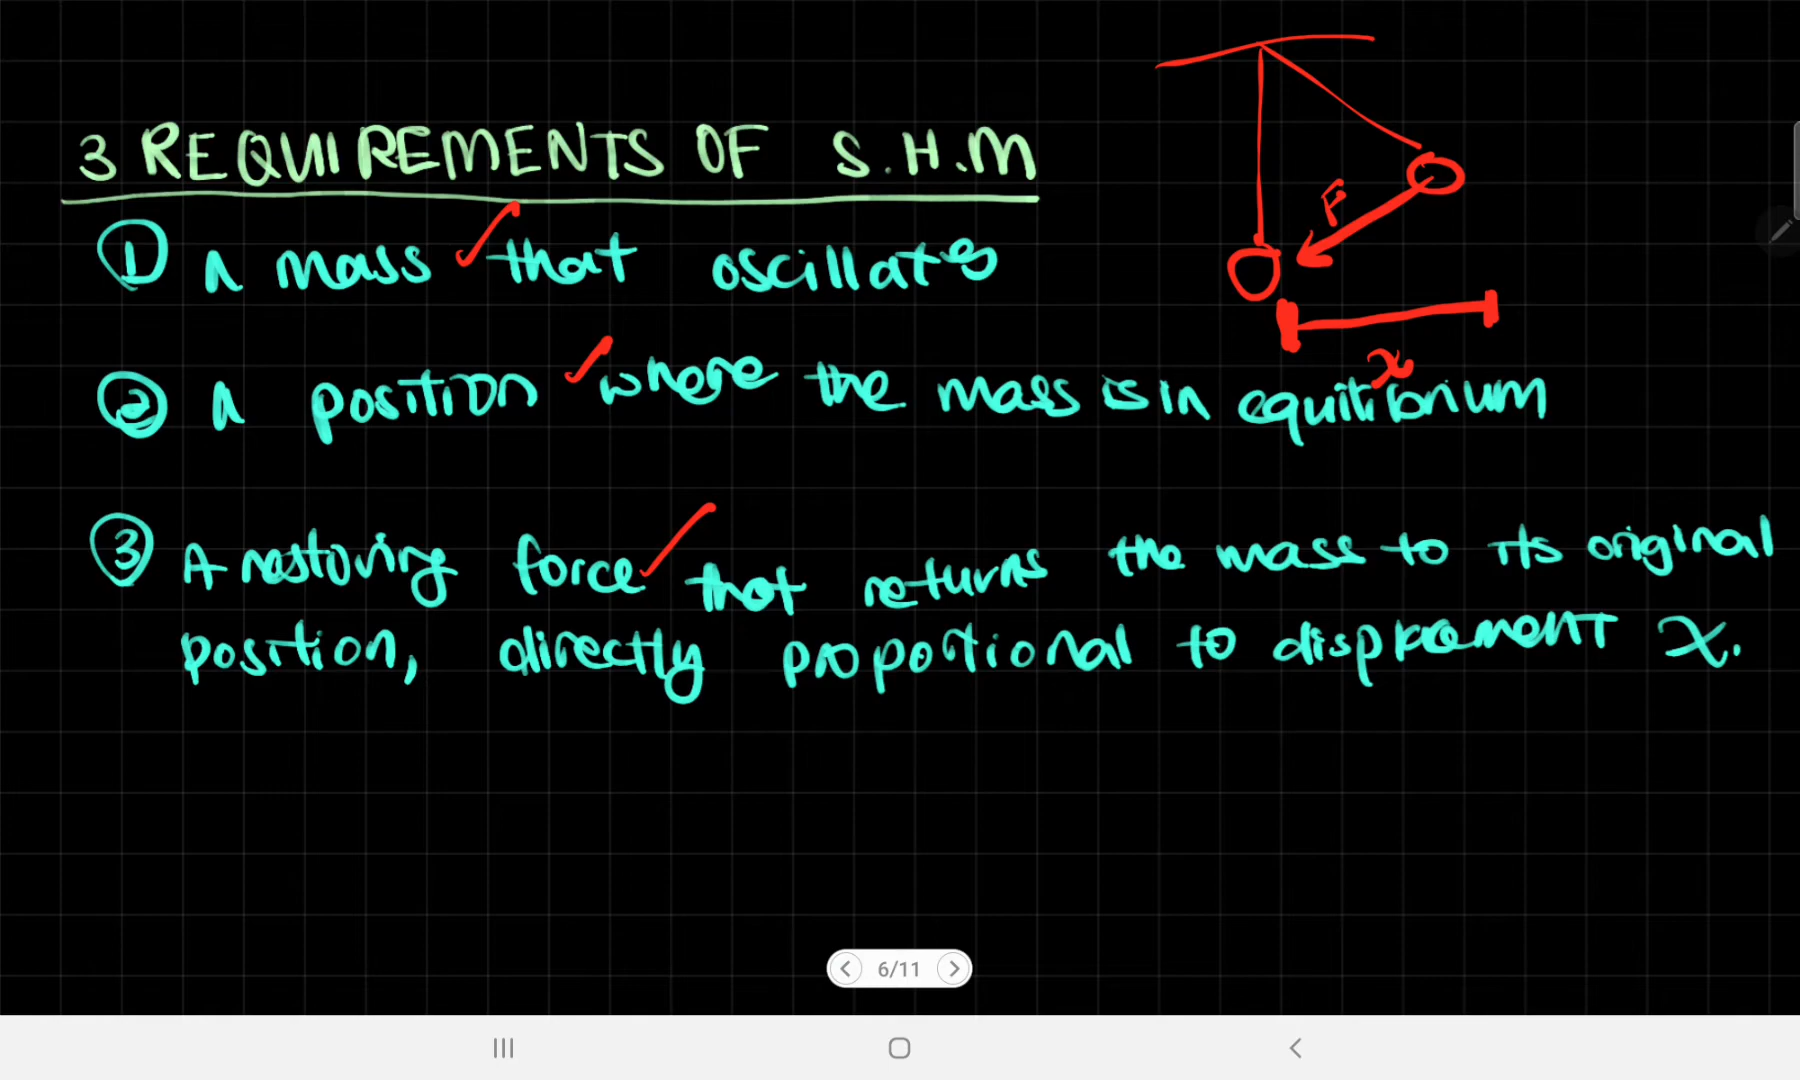 3 REQUIREMENTS OF S.H.M
① A mass that oscillates
F
x
② A position where the mass is in equilibrium
③ A restoring force that returns the mass to its original
position, directly proportional to displacement x.
6/11